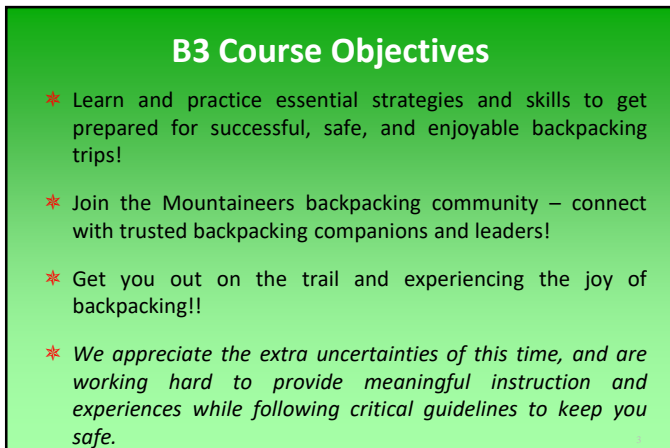 B3 Course Objectives
✴ Learn and practice essential strategies and skills to get
prepared for successful, safe, and enjoyable backpacking
trips!
✴ Join the Mountaineers backpacking community – connect
with trusted backpacking companions and leaders!
✴ Get you out on the trail and experiencing the joy of
backpacking!!
✴ We appreciate the extra uncertainties of this time, and are
working hard to provide meaningful instruction and
experiences while following critical guidelines to keep you
safe.
3